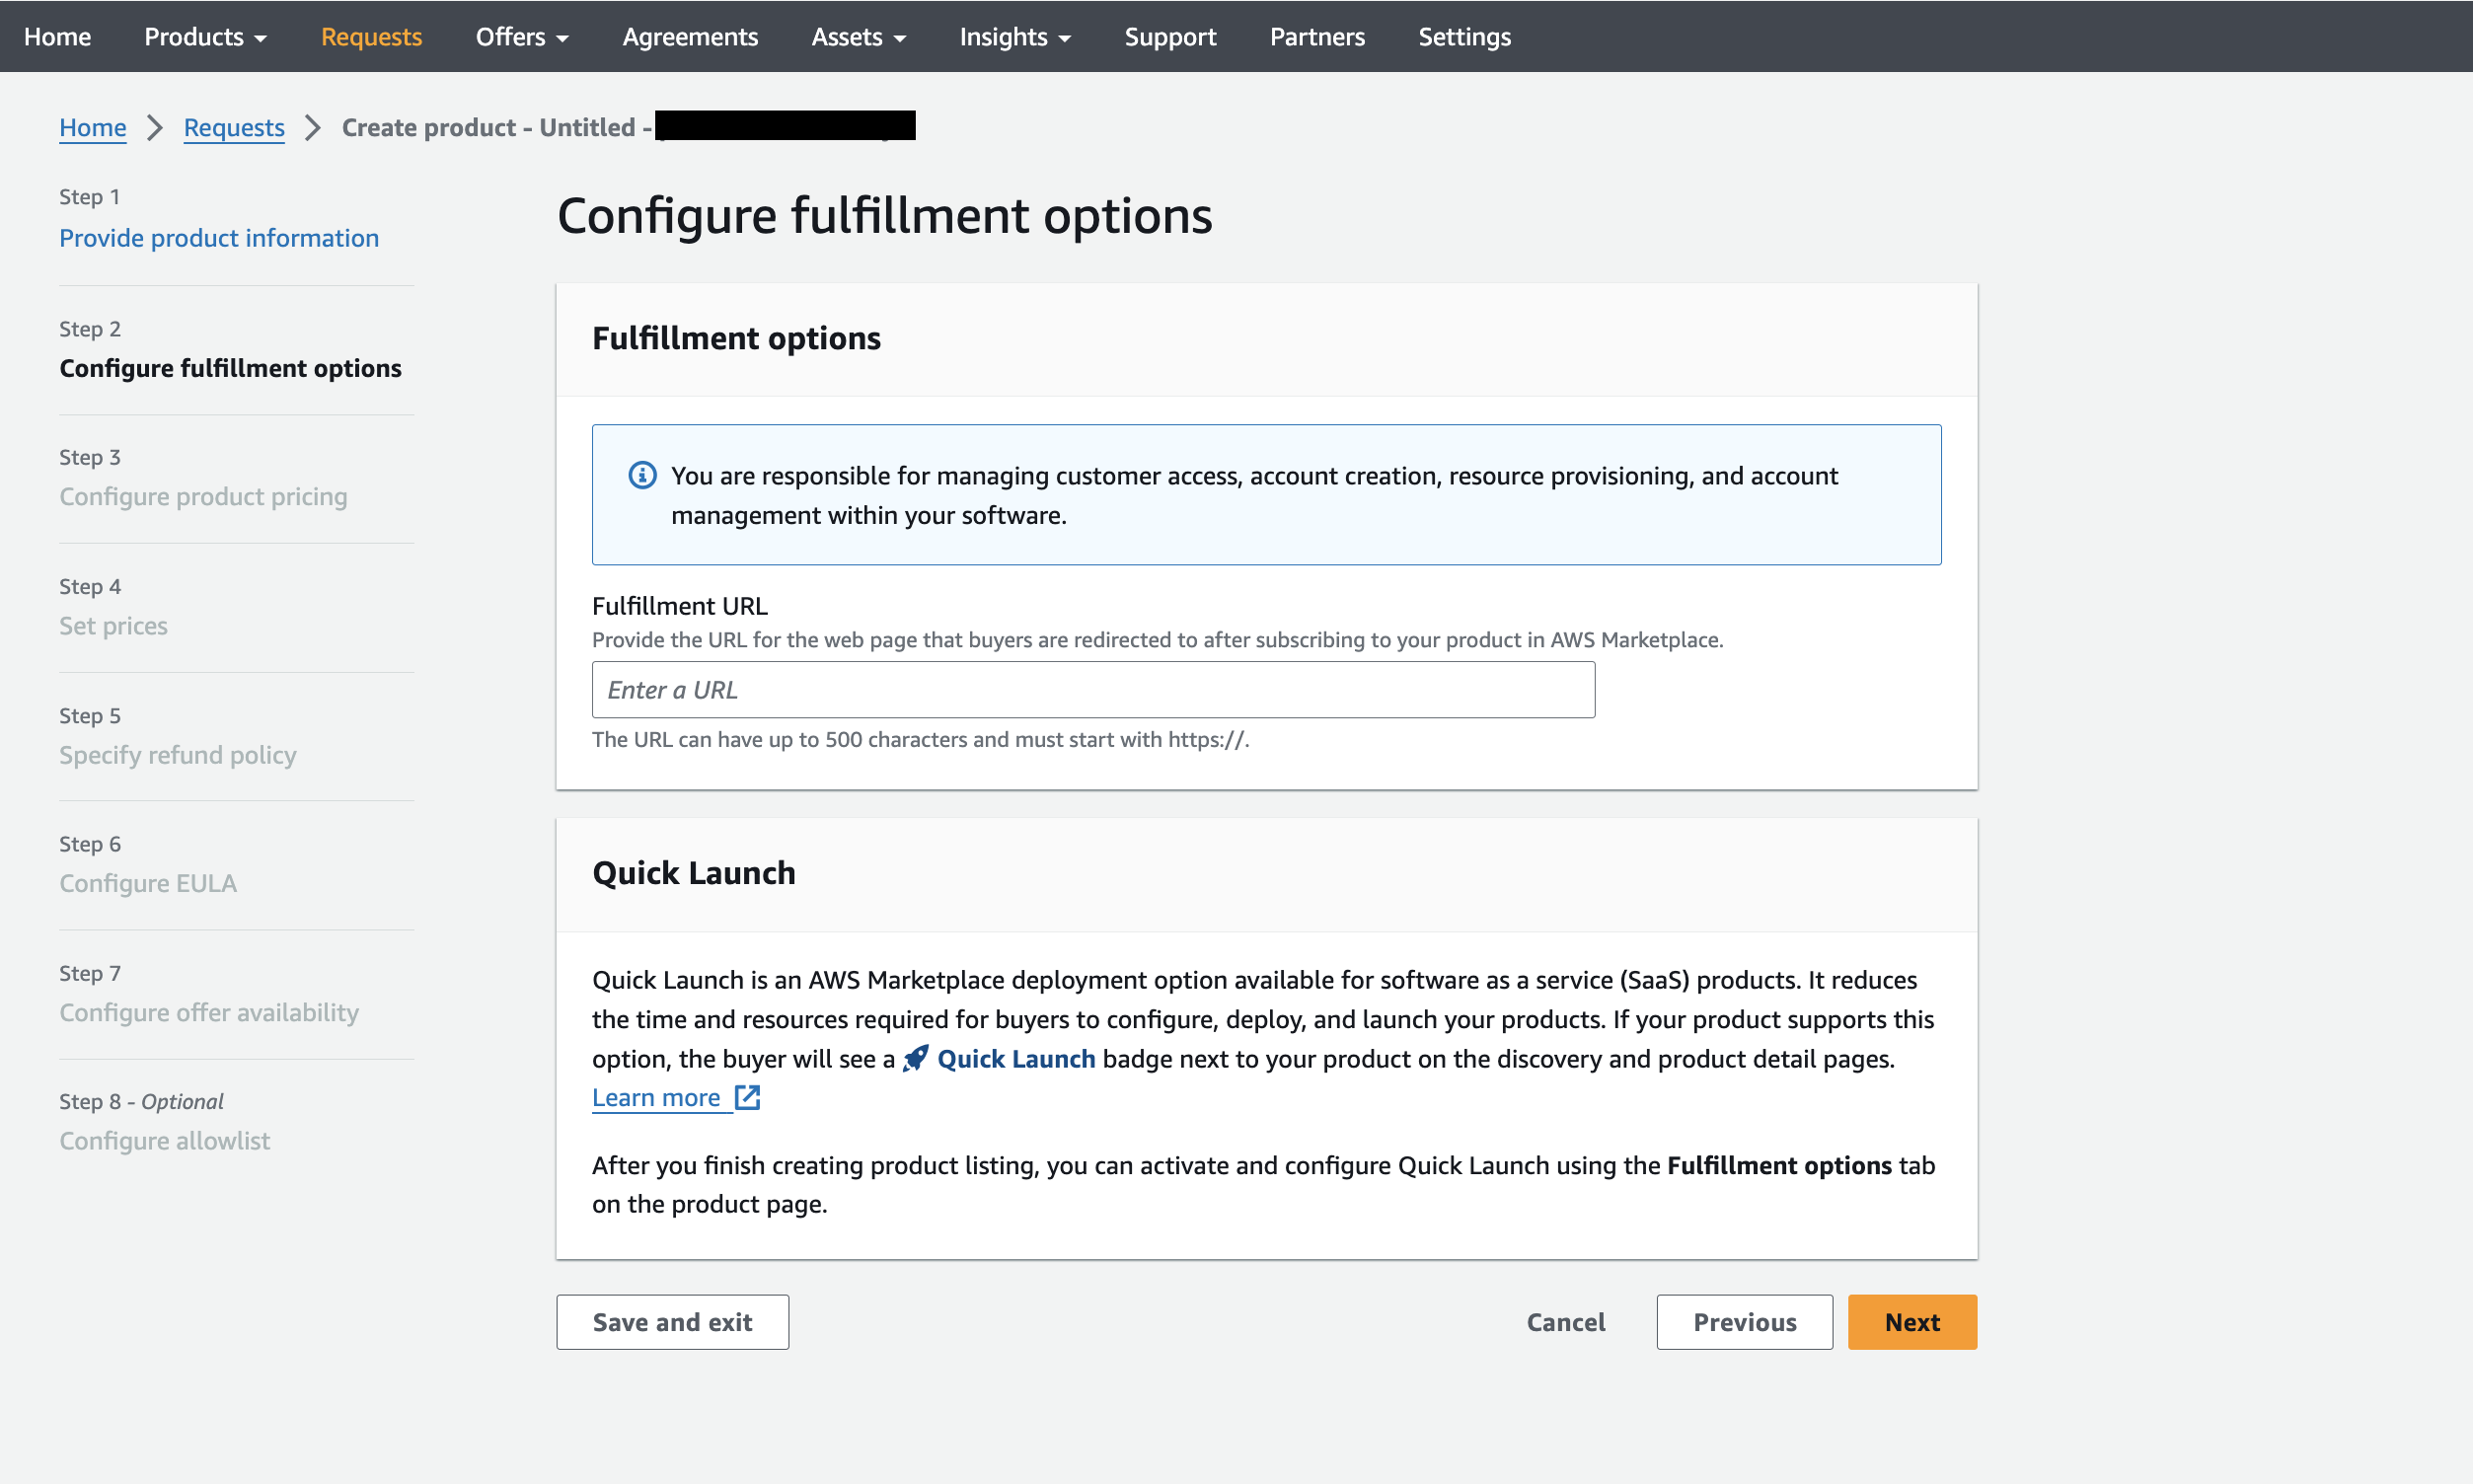 Home Products Requests Offers Agreements Assets Insights Support Partners Settings
Home Requests Create product - Untitled -
Step 1
Provide product information
Step 2
Configure fulfillment options
Step 3
Configure product pricing
Step 4
Set prices
Step 5
Specify refund policy
Step 6
Configure EULA
Step 7
Configure offer availability
Step 8 - Optional
Configure allowlist
Configure fulfillment options
Fulfillment options
You are responsible for managing customer access, account creation, resource provisioning, and account
management within your software.
Fulfillment URL
Provide the URL for the web page that buyers are redirected to after subscribing to your product in AWS Marketplace.
Enter a URL
The URL can have up to 500 characters and must start with https://.
Quick Launch
Quick Launch is an AWS Marketplace deployment option available for software as a service (SaaS) products. It reduces
the time and resources required for buyers to configure, deploy, and launch your products. If your product supports this
option, the buyer will see a Quick Launch badge next to your product on the discovery and product detail pages.
Learn more
After you finish creating product listing, you can activate and configure Quick Launch using the Fulfillment options tab
on the product page.
Save and exit Cancel Previous Next